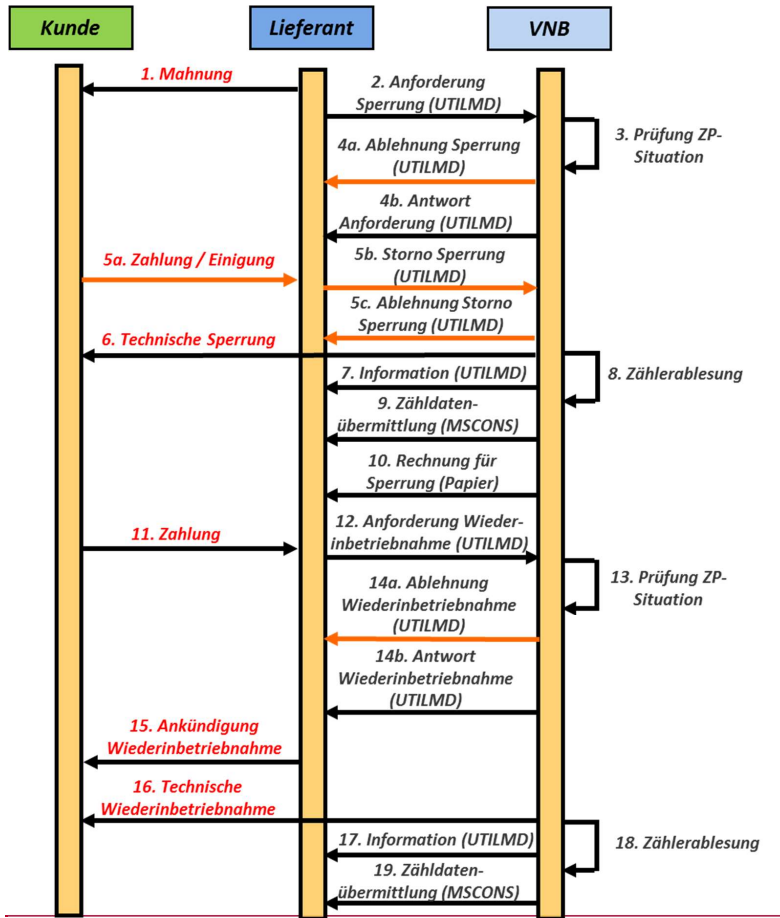 Kunde
Lieferant
VNB
1. Mahnung
2. Anforderung
Sperrung (UTILMD)
3. Prüfung ZP-
Situation
4a. Ablehnung Sperrung
(UTILMD)
4b. Antwort
Anforderung (UTILMD)
5a. Zahlung / Einigung
5b. Storno Sperrung
(UTILMD)
5c. Ablehnung Storno
Sperrung (UTILMD)
6. Technische Sperrung
7. Information (UTILMD)
8. Zählerablesung
9. Zähldaten-
übermittlung (MSCONS)
10. Rechnung für
Sperrung (Papier)
11. Zahlung
12. Anforderung Wieder-
inbetriebnahme (UTILMD)
13. Prüfung ZP-
Situation
14a. Ablehnung
Wiederinbetriebnahme
(UTILMD)
14b. Antwort
Wiederinbetriebnahme
(UTILMD)
15. Ankündigung
Wiederinbetriebnahme
16. Technische
Wiederinbetriebnahme
17. Information (UTILMD)
18. Zählerablesung
19. Zähldaten-
übermittlung (MSCONS)